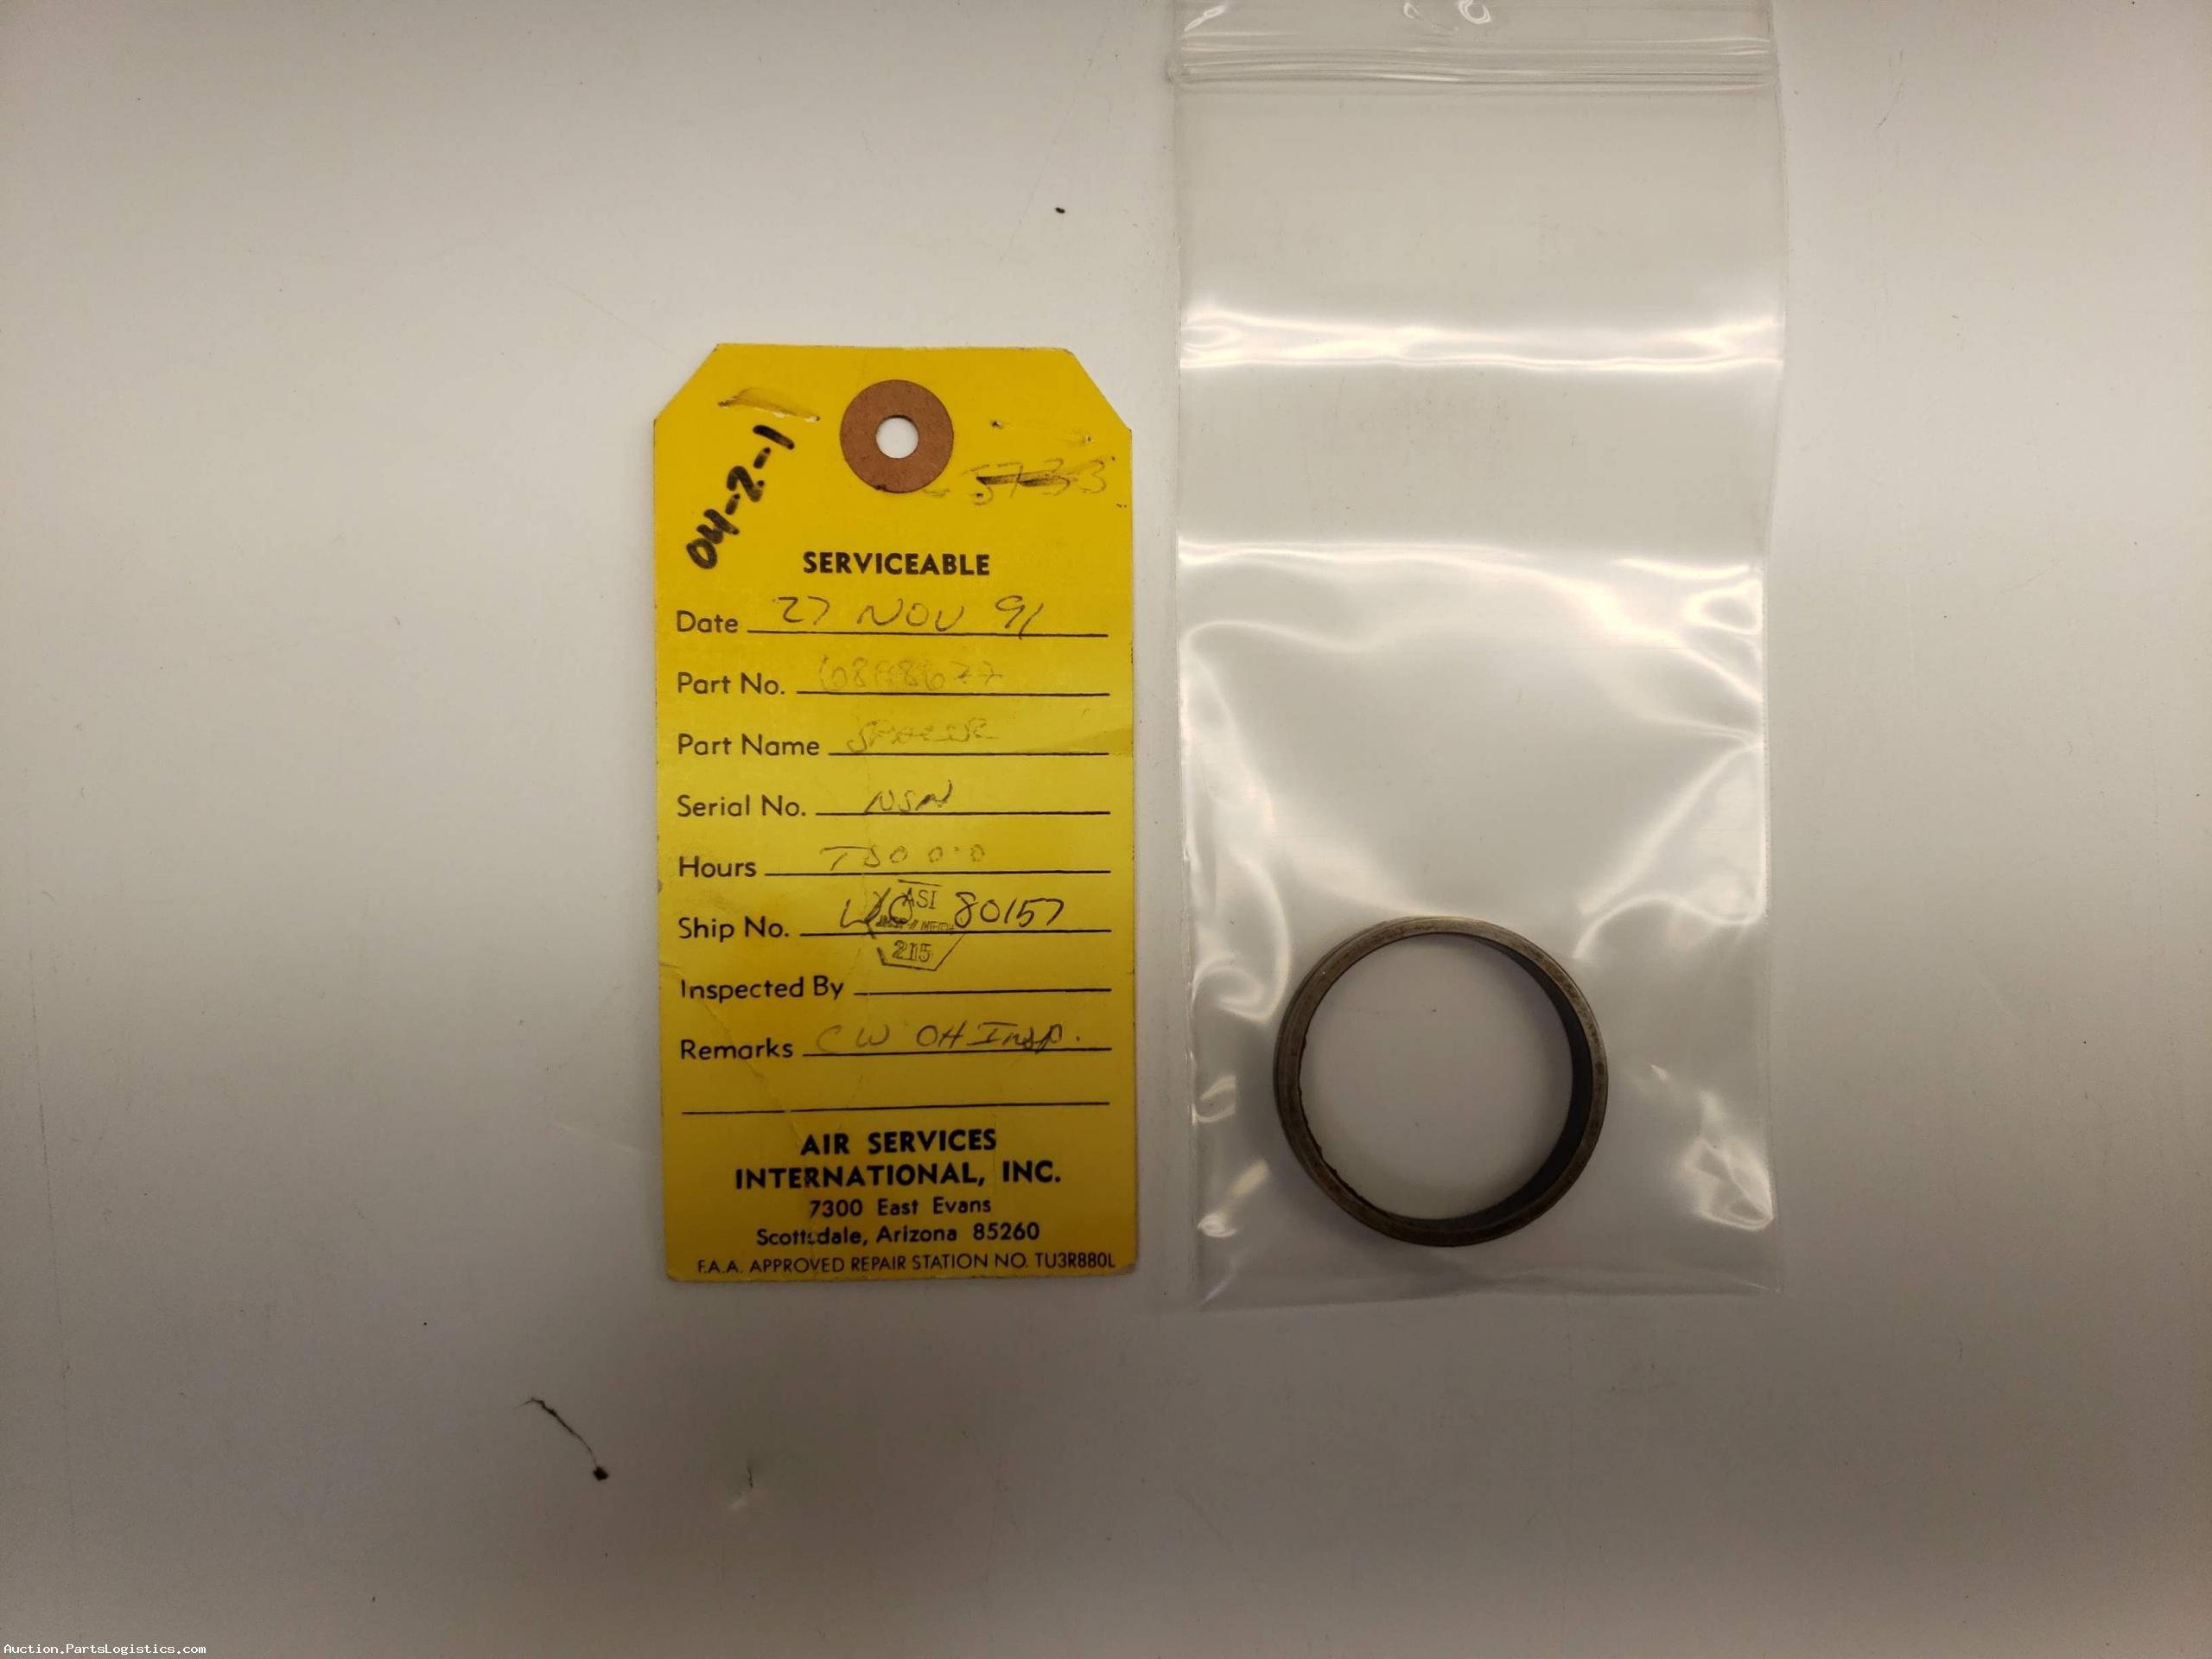 04-2-1
5733
SERVICEABLE
Date 27 NOV 91
Part No.
Part Name
Serial No. NSN
Hours TSO 0.0
Ship No. 80157
ASI
215
Inspected By
Remarks CW OH Insp.
AIR SERVICES
INTERNATIONAL, INC.
7300 East Evans
Scottsdale, Arizona 85260
F.A.A. APPROVED REPAIR STATION NO. TU3R880L
Auction.PartsLogistics.com